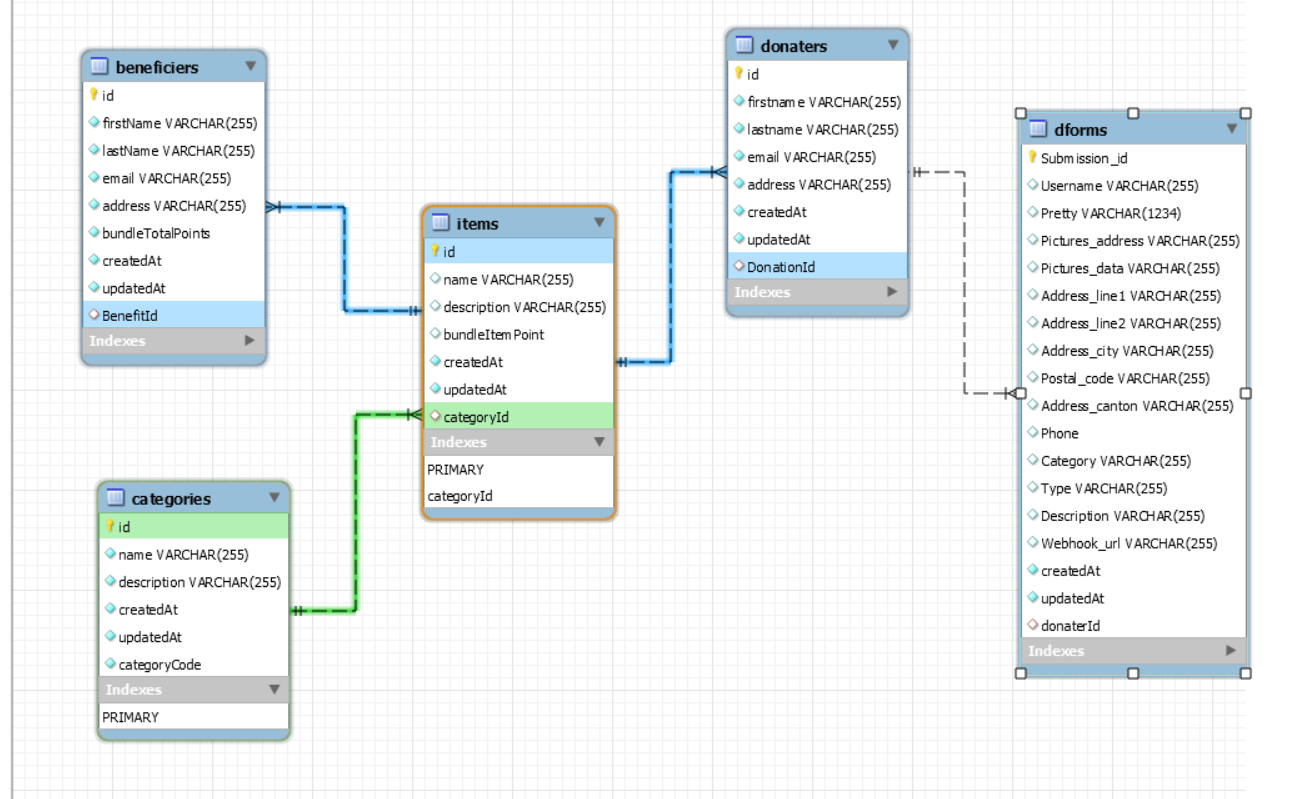 beneficiers
id
firstName VARCHAR(255)
lastName VARCHAR(255)
email VARCHAR(255)
address VARCHAR(255)
bundleTotalPoints
createdAt
updatedAt
BenefitId
Indexes
categories
id
name VARCHAR(255)
description VARCHAR(255)
createdAt
updatedAt
categoryCode
Indexes
PRIMARY
items
id
name VARCHAR(255)
description VARCHAR(255)
bundleItemPoint
createdAt
updatedAt
categoryId
Indexes
PRIMARY
categoryId
donaters
id
firstname VARCHAR(255)
lastname VARCHAR(255)
email VARCHAR(255)
address VARCHAR(255)
createdAt
updatedAt
DonationId
Indexes
dforms
Submission_id
Username VARCHAR(255)
Pretty VARCHAR(1234)
Pictures_address VARCHAR(255)
Pictures_data VARCHAR(255)
Address_line1 VARCHAR(255)
Address_line2 VARCHAR(255)
Address_city VARCHAR(255)
Postal_code VARCHAR(255)
Address_canton VARCHAR(255)
Phone
Category VARCHAR(255)
Type VARCHAR(255)
Description VARCHAR(255)
Webhook_url VARCHAR(255)
createdAt
updatedAt
donaterId
Indexes